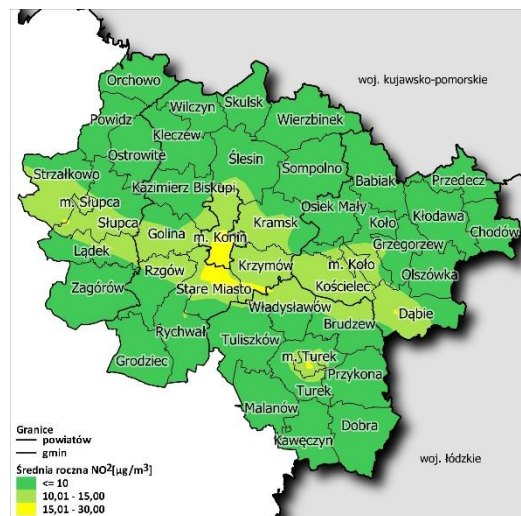 Orchowo
woj. kujawsko-pomorskie
Skulsk
Wilczyn
Powidz
Wierzbinek
Kleczew
Ostrowite
Ślesin
Strzałkowo
Sompolno
Przedecz
Babiak
Kazimierz Biskupi
m. Słupca
Kłodawa
Osiek Mały
Kramsk
Koło
Słupca
Chodów
Golina
m. Konin
Grzegorzew
Lądek
m. Koło
Krzymów
Rzgów
Olszówka
Kościelec
Zagórów
Stare Miasto
Władysławów
Dąbie
Brudzew
Rychwał
Tuliszków
Grodziec
m. Turek
Przykona
Turek
Malanów
Dobra
Kawęczyn
woj. łódzkie
Granice
powiatów
gmin
Średnia roczna NO²[µg/m³]
<= 10
10,01 - 15,00
15,01 - 30,00